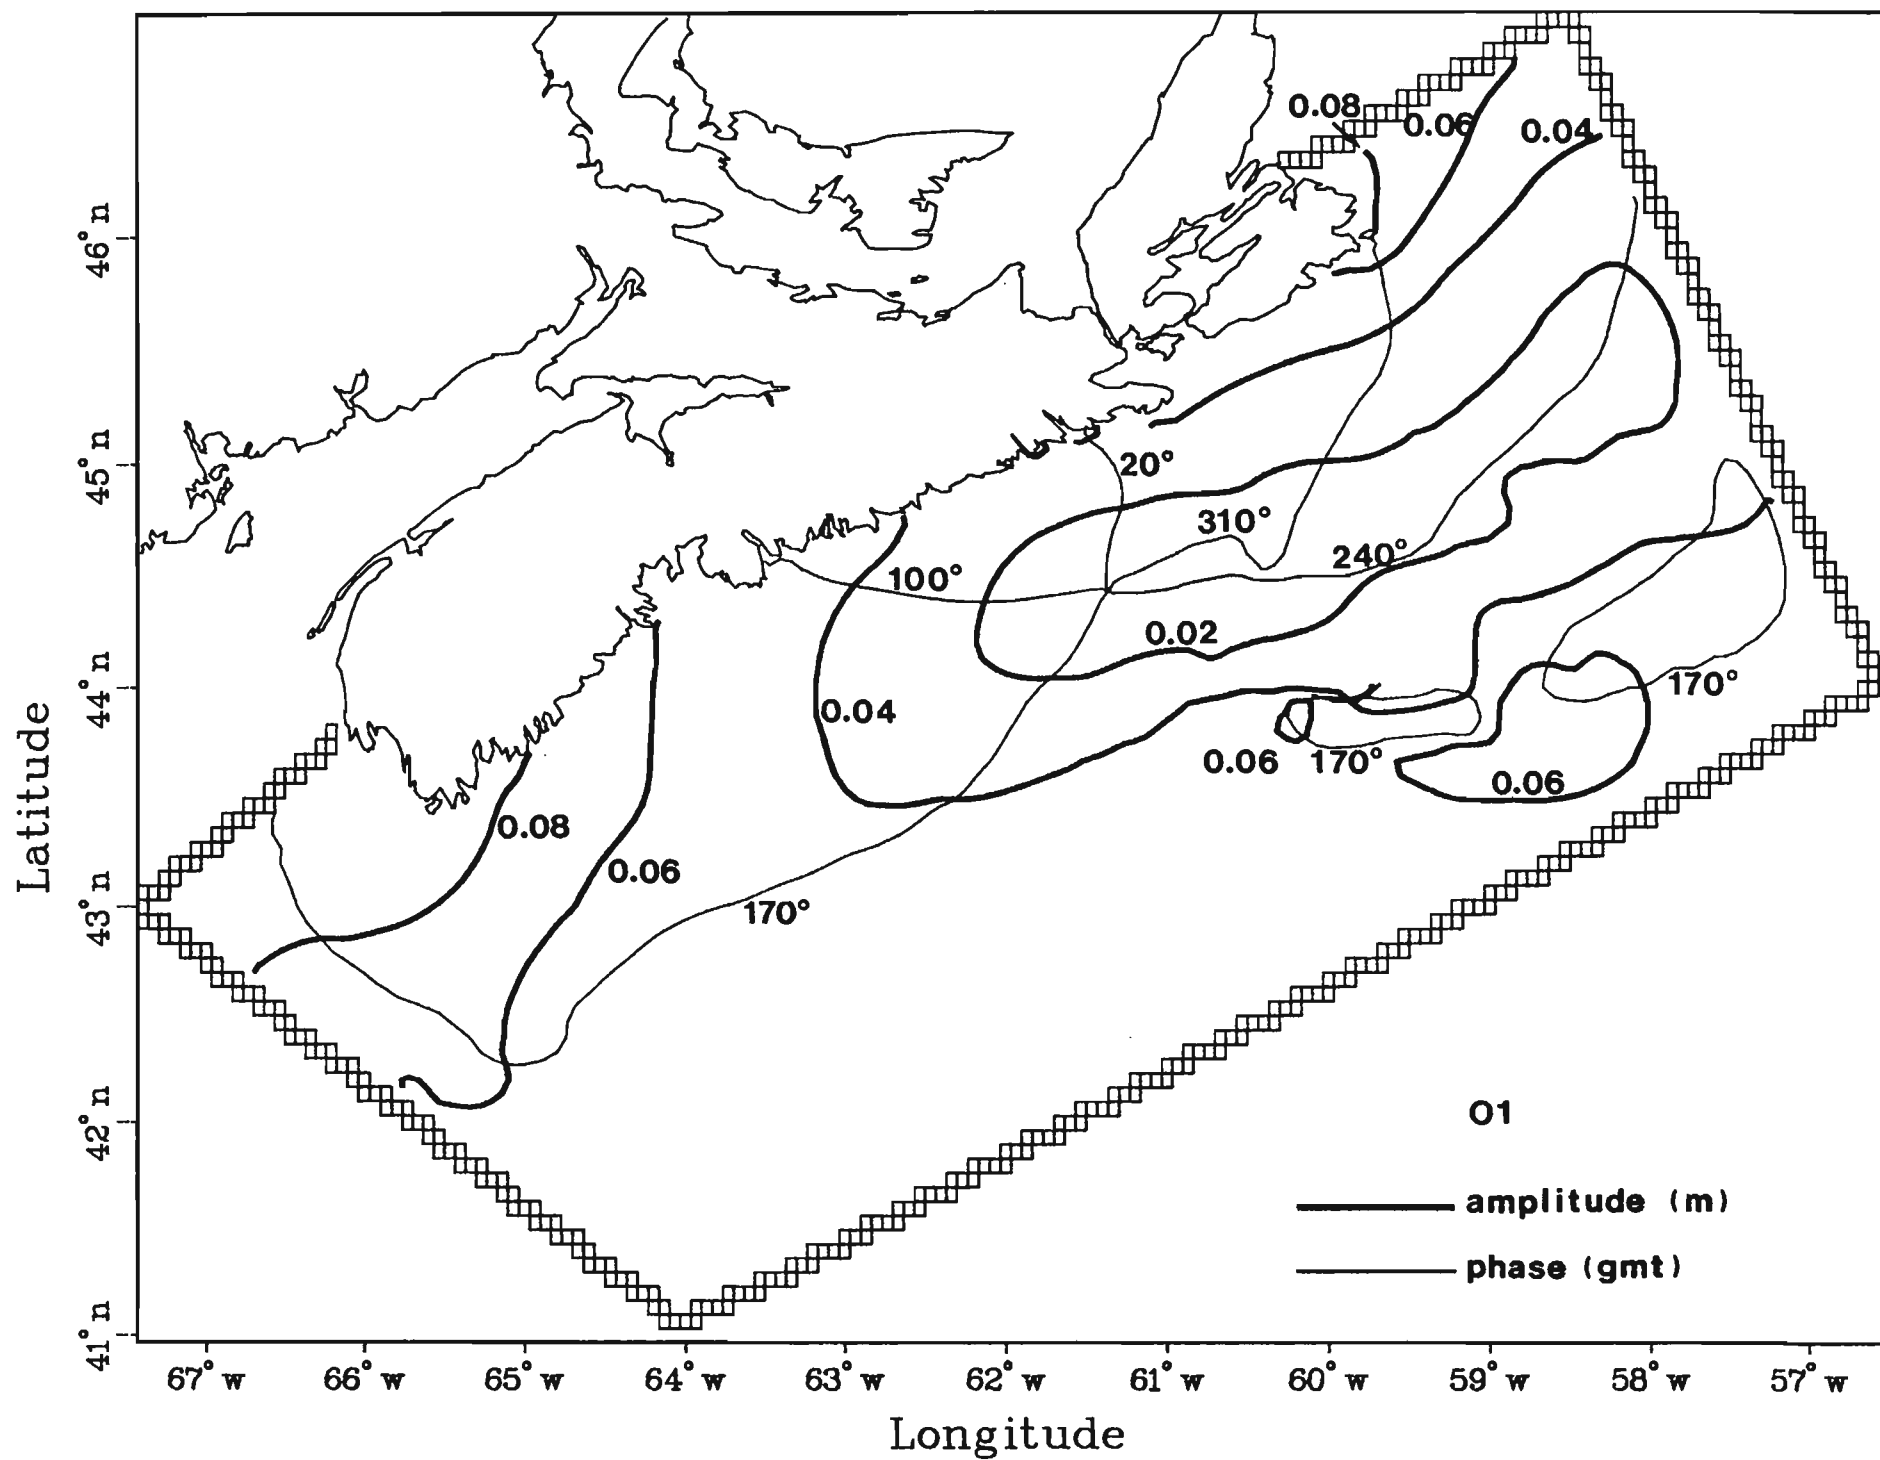 0.08
0.06
0.04
46° n
20°
45° n
310°
240°
100°
0.02
44° n
170°
0.04
0.06
170°
0.06
0.08
0.06
43° n
170°
42° n
O1
amplitude (m)
phase (gmt)
41° n
Latitude
67° w
66° w
65° w
64° w
63° w
62° w
61° w
60° w
59° w
58° w
57° w
Longitude